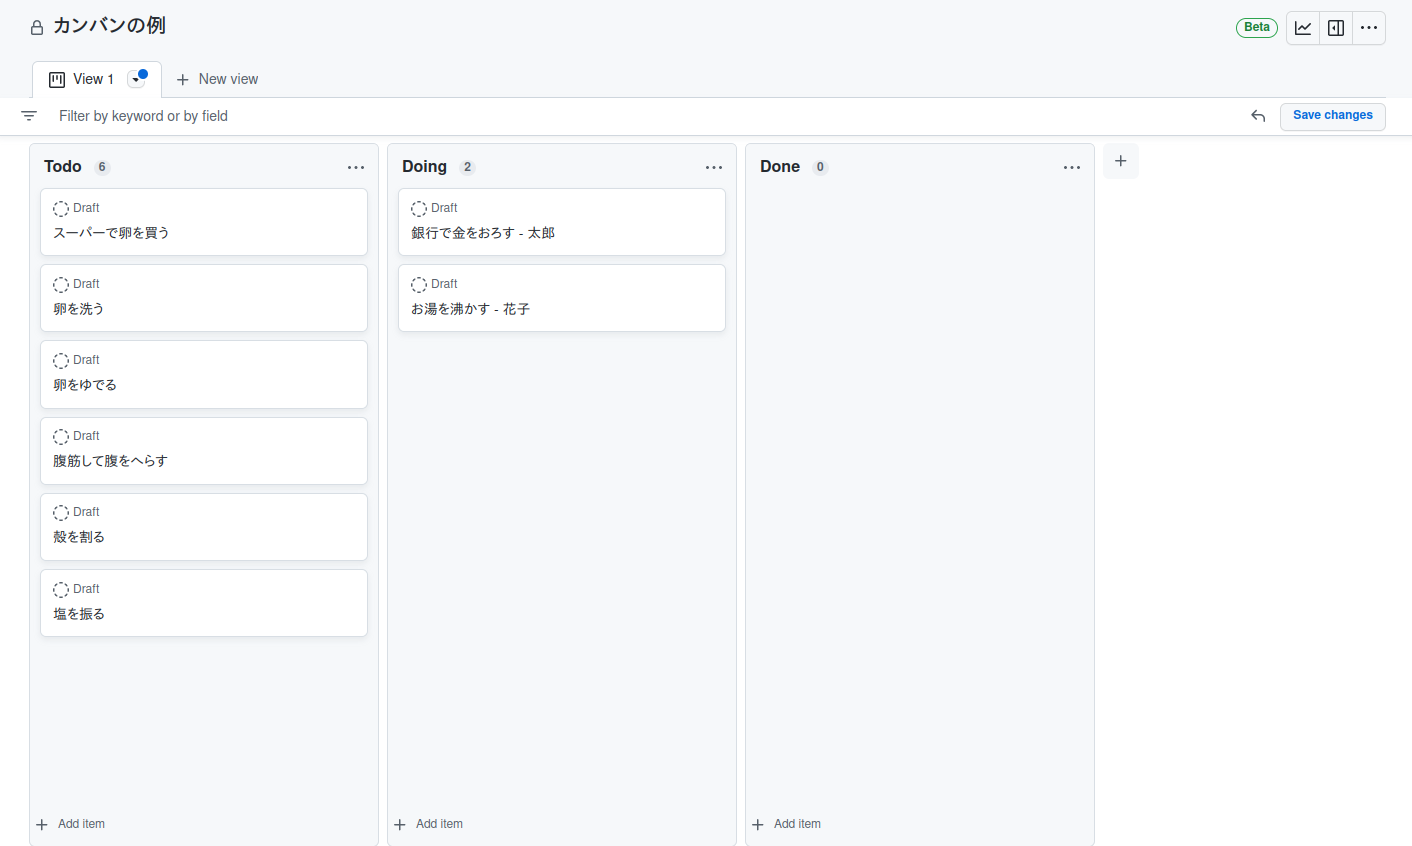 カンバンの例
Beta
View 1
New view
Filter by keyword or by field
Save changes
Todo 6
Draft
スーパーで卵を買う
Draft
卵を洗う
Draft
卵をゆでる
Draft
腹筋して腹をへらす
Draft
殻を割る
Draft
塩を振る
Add item
Doing 2
Draft
銀行で金をおろす - 太郎
Draft
お湯を沸かす - 花子
Add item
Done 0
Add item